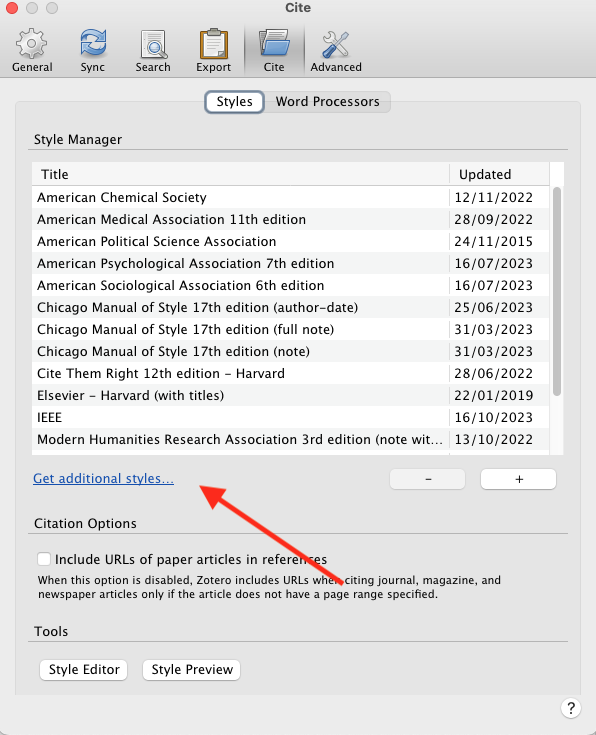 Cite
General Sync Search Export Cite Advanced
Styles Word Processors
Style Manager
Title Updated
American Chemical Society 12/11/2022
American Medical Association 11th edition 28/09/2022
American Political Science Association 24/11/2015
American Psychological Association 7th edition 16/07/2023
American Sociological Association 6th edition 16/07/2023
Chicago Manual of Style 17th edition (author-date) 25/06/2023
Chicago Manual of Style 17th edition (full note) 31/03/2023
Chicago Manual of Style 17th edition (note) 31/03/2023
Cite Them Right 12th edition - Harvard 28/06/2022
Elsevier - Harvard (with titles) 22/01/2019
IEEE 16/10/2023
Modern Humanities Research Association 3rd edition (note wit... 13/10/2022
Get additional styles... - +
Citation Options
Include URLs of paper articles in references
When this option is disabled, Zotero includes URLs when citing journal, magazine, and
newspaper articles only if the article does not have a page range specified.
Tools
Style Editor Style Preview
?